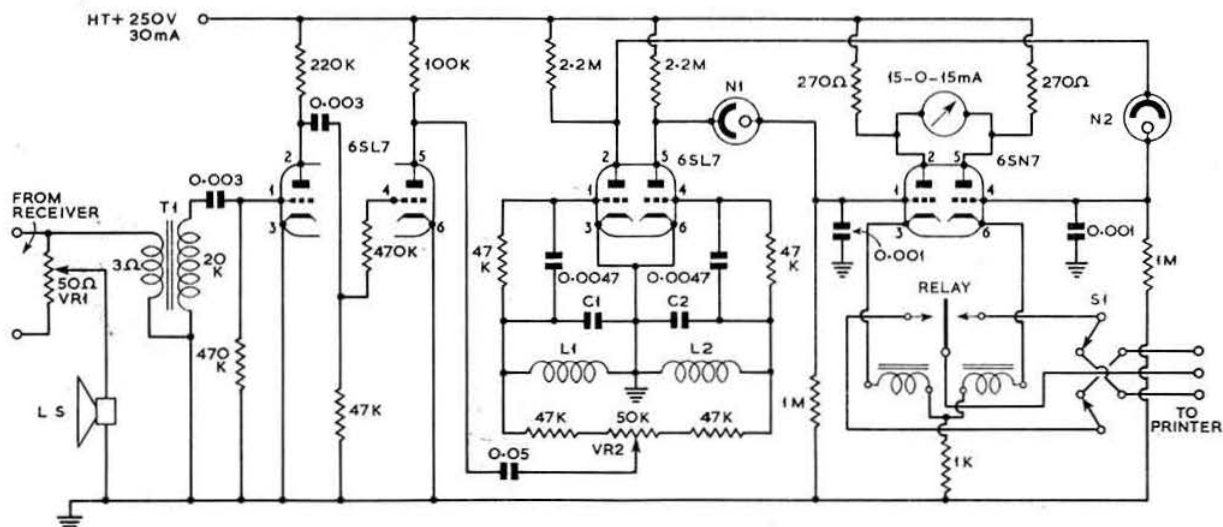 HT+ 250V
30mA
220K
100K
2·2M
2·2M
270Ω
15-0-15mA
270Ω
N1
N2
0·003
2
5
2
5
6SL7
2
5
6SN7
FROM
RECEIVER
T1
0·003
1
4
1
4
1
4
3
6
3
6
3
6
3Ω
20
K
50Ω
VR1
470K
47
K
0·0047
0·0047
47
K
0·001
0·001
1M
C1
C2
RELAY
S1
470
K
L1
L2
LS
47K
47K
50K
47K
1M
VR2
0·05
1K
TO
PRINTER